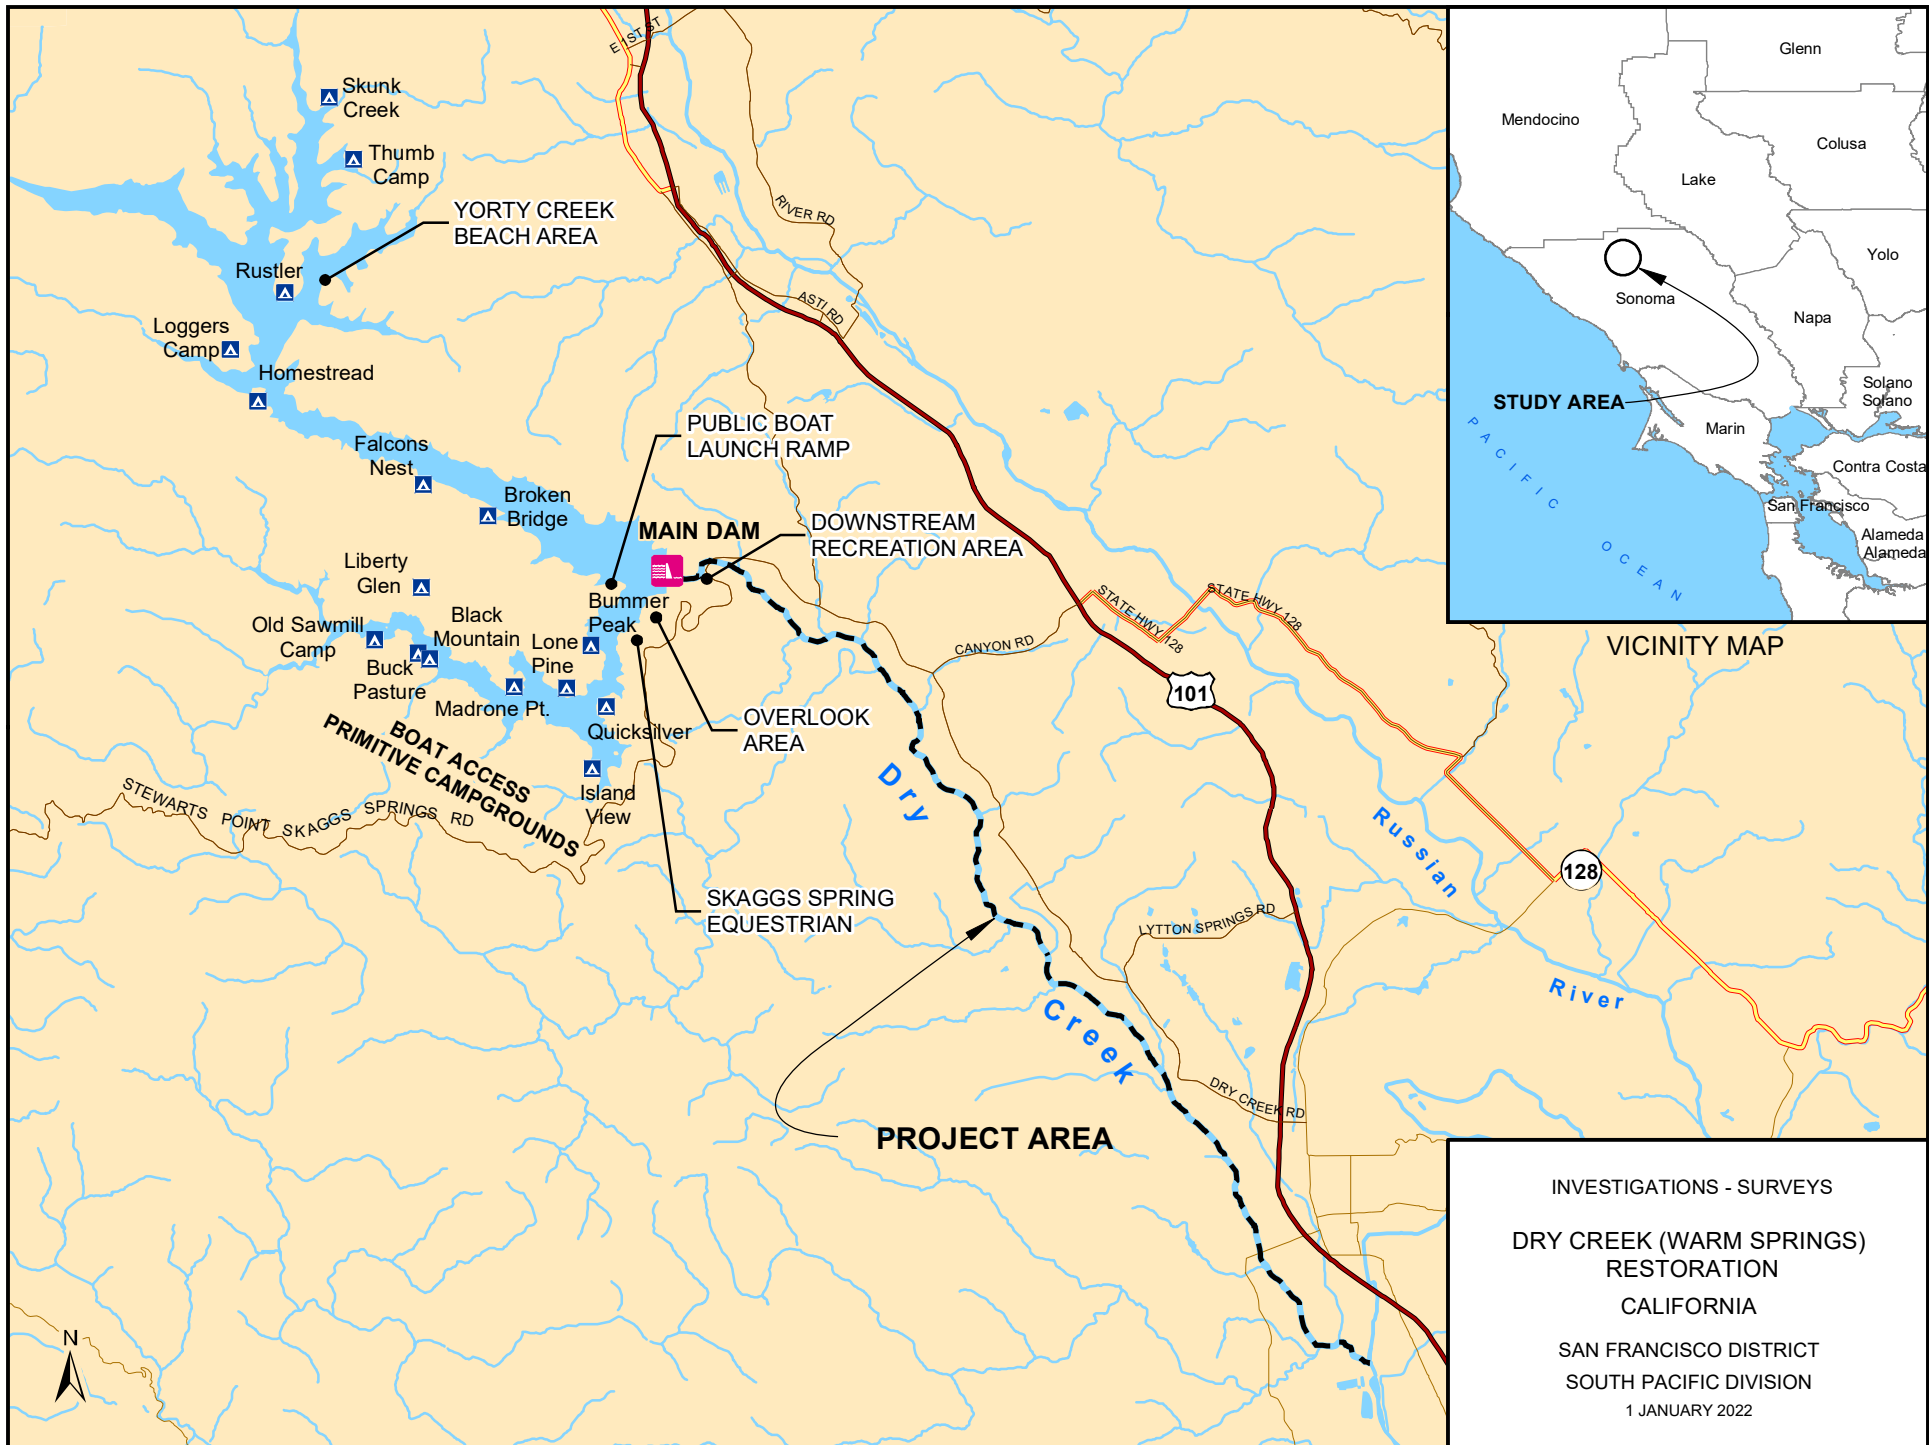 E 1ST ST
Skunk
Creek
Thumb
Camp
YORTY CREEK
BEACH AREA
RIVER RD
Rustler
ASTI RD
Loggers
Camp
Homestread
PUBLIC BOAT
LAUNCH RAMP
Falcons
Nest
Broken
Bridge
MAIN DAM
DOWNSTREAM
RECREATION AREA
Liberty
Glen
Bummer
Peak
Black
Mountain
Old Sawmill
Camp
Lone
Pine
Buck
Pasture
Madrone Pt.
Quicksilver
OVERLOOK
AREA
BOAT ACCESS
PRIMITIVE CAMPGROUNDS
Island
View
STEWARTS POINT SKAGGS SPRINGS RD
SKAGGS SPRING
EQUESTRIAN
CANYON RD
STATE HWY 128
STATE HWY 128
101
Dry
Creek
Russian
River
128
LYTTON SPRINGS RD
DRY CREEK RD
PROJECT AREA
N
Glenn
Mendocino
Colusa
Lake
Yolo
Sonoma
Napa
Solano
Solano
STUDY AREA
Marin
Contra Costa
San Francisco
Alameda
Alameda
PACIFIC OCEAN
VICINITY MAP
INVESTIGATIONS - SURVEYS
DRY CREEK (WARM SPRINGS)
RESTORATION
CALIFORNIA
SAN FRANCISCO DISTRICT
SOUTH PACIFIC DIVISION
1 JANUARY 2022